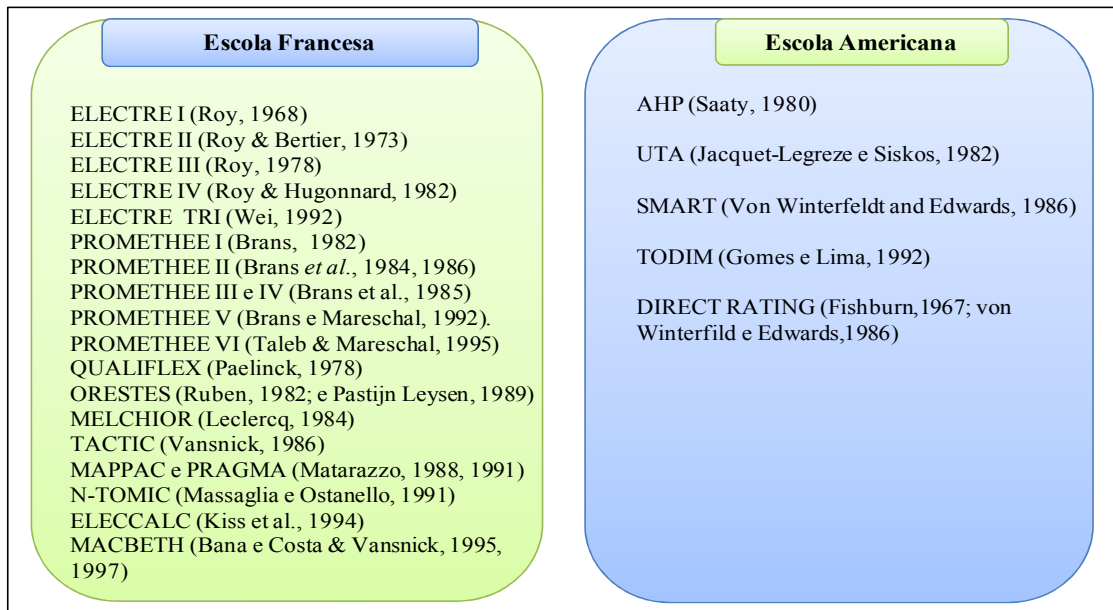 Escola Francesa
ELECTRE I (Roy, 1968)
ELECTRE II (Roy & Bertier, 1973)
ELECTRE III (Roy, 1978)
ELECTRE IV (Roy & Hugonnard, 1982)
ELECTRE TRI (Wei, 1992)
PROMETHEE I (Brans, 1982)
PROMETHEE II (Brans et al., 1984, 1986)
PROMETHEE III e IV (Brans et al., 1985)
PROMETHEE V (Brans e Mareschal, 1992).
PROMETHEE VI (Taleb & Mareschal, 1995)
QUALIFLEX (Paelinck, 1978)
ORESTES (Ruben, 1982; e Pastijn Leysen, 1989)
MELCHIOR (Leclercq, 1984)
TACTIC (Vansnick, 1986)
MAPPAC e PRAGMA (Matarazzo, 1988, 1991)
N-TOMIC (Massaglia e Ostanello, 1991)
ELECCALC (Kiss et al., 1994)
MACBETH (Bana e Costa & Vansnick, 1995,
1997)
Escola Americana
AHP (Saaty, 1980)
UTA (Jacquet-Legreze e Siskos, 1982)
SMART (Von Winterfeldt and Edwards, 1986)
TODIM (Gomes e Lima, 1992)
DIRECT RATING (Fishburn,1967; von
Winterfild e Edwards,1986)